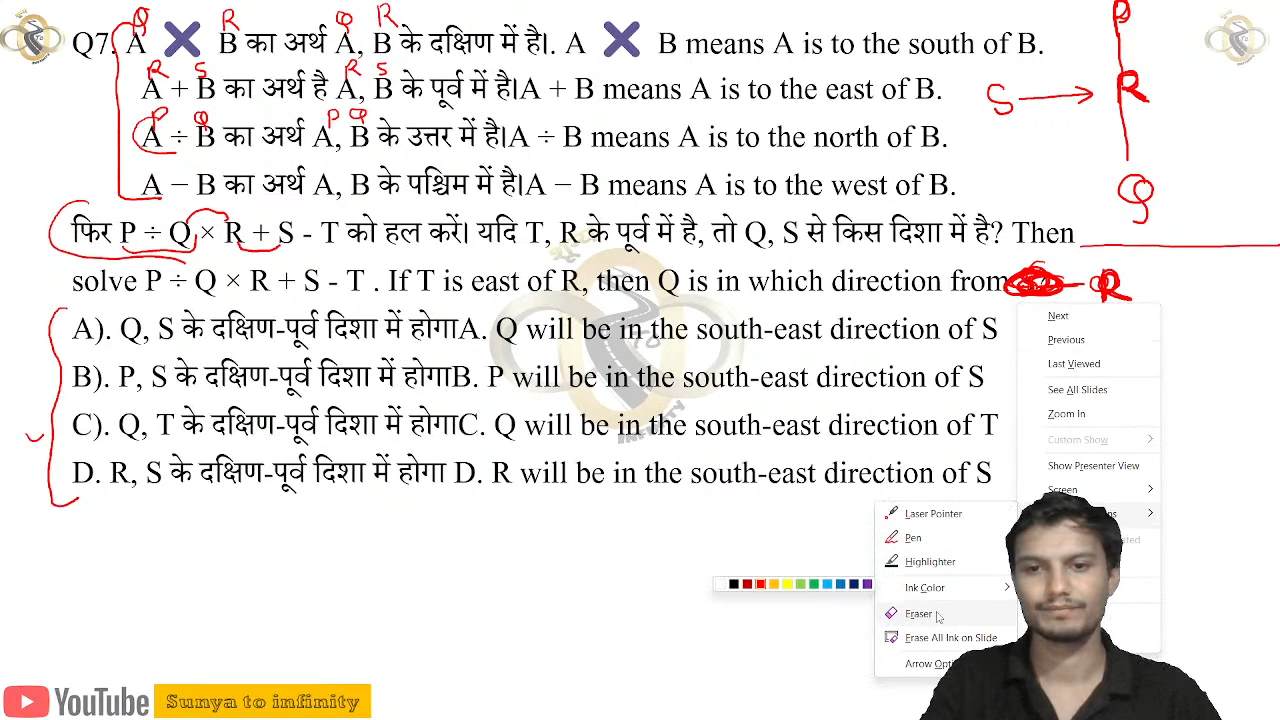 Q R Q R
Q7. A ✕ B का अर्थ A, B के दक्षिण में है।. A ✕ B means A is to the south of B.
R S R S
A + B का अर्थ है A, B के पूर्व में है।A + B means A is to the east of B.
P Q P Q
A ÷ B का अर्थ A, B के उत्तर में है।A ÷ B means A is to the north of B.
A − B का अर्थ A, B के पश्चिम में है।A − B means A is to the west of B.
P
S R
Q
फिर P ÷ Q × R + S - T को हल करें। यदि T, R के पूर्व में है, तो Q, S से किस दिशा में है? Then
solve P ÷ Q × R + S - T . If T is east of R, then Q is in which direction from
R
A). Q, S के दक्षिण-पूर्व दिशा में होगाA. Q will be in the south-east direction of S
B). P, S के दक्षिण-पूर्व दिशा में होगाB. P will be in the south-east direction of S
C). Q, T के दक्षिण-पूर्व दिशा में होगाC. Q will be in the south-east direction of T
D. R, S के दक्षिण-पूर्व दिशा में होगा D. R will be in the south-east direction of S
Next
Previous
Last Viewed
See All Slides
Zoom In
Custom Show
Show Presenter View
Screen
Laser Pointer
Pen
Highlighter
Ink Color
Eraser
Erase All Ink on Slide
Arrow
YouTube
Sunya to infinity